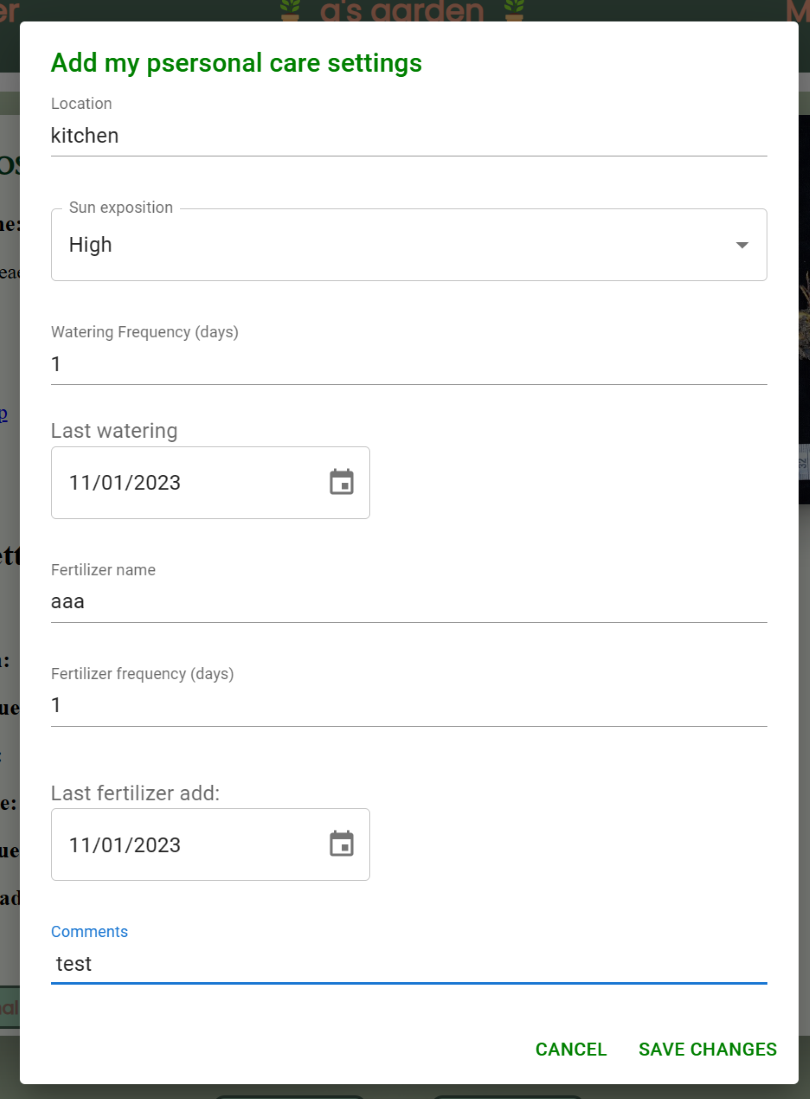 a's garden
Add my psersonal care settings
Location
kitchen
Sun exposition
High
Watering Frequency (days)
1
Last watering
11/01/2023
Fertilizer name
aaa
Fertilizer frequency (days)
1
Last fertilizer add:
11/01/2023
Comments
test
CANCEL SAVE CHANGES